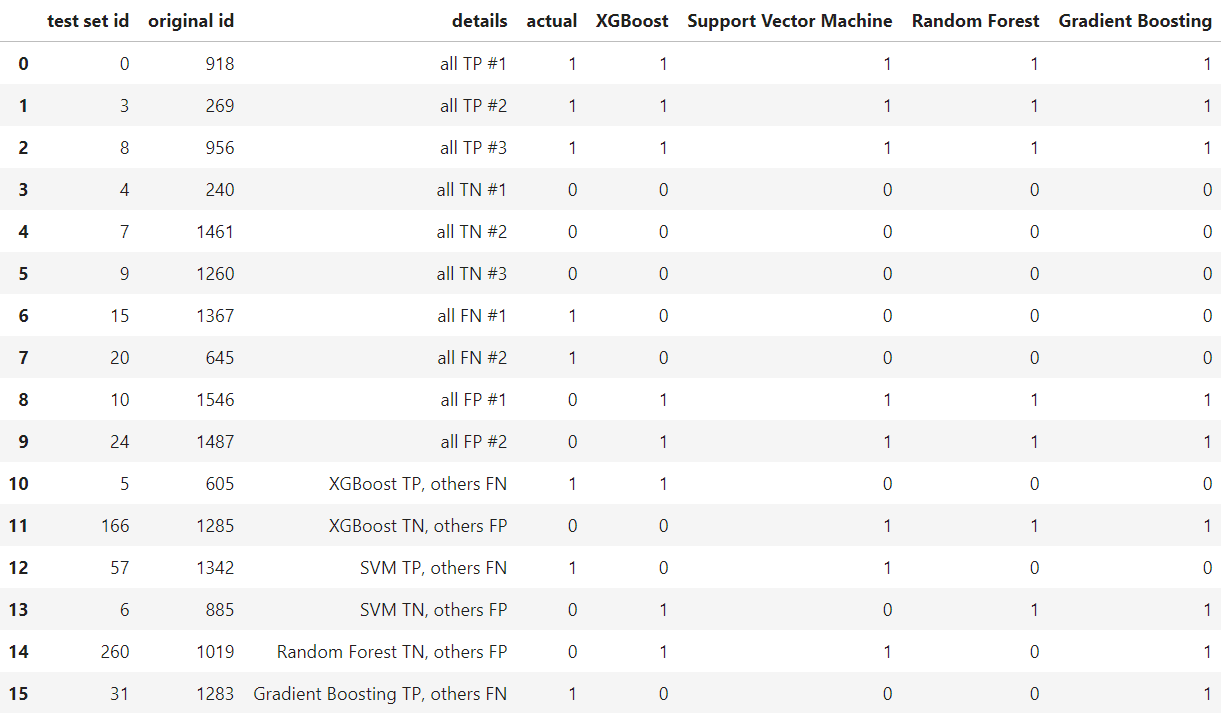 test set id original id details actual XGBoost Support Vector Machine Random Forest Gradient Boosting
0 0 918 all TP #1 1 1 1 1 1
1 3 269 all TP #2 1 1 1 1 1
2 8 956 all TP #3 1 1 1 1 1
3 4 240 all TN #1 0 0 0 0 0
4 7 1461 all TN #2 0 0 0 0 0
5 9 1260 all TN #3 0 0 0 0 0
6 15 1367 all FN #1 1 0 0 0 0
7 20 645 all FN #2 1 0 0 0 0
8 10 1546 all FP #1 0 1 1 1 1
9 24 1487 all FP #2 0 1 1 1 1
10 5 605 XGBoost TP, others FN 1 1 0 0 0
11 166 1285 XGBoost TN, others FP 0 0 1 1 1
12 57 1342 SVM TP, others FN 1 0 1 0 0
13 6 885 SVM TN, others FP 0 1 0 1 1
14 260 1019 Random Forest TN, others FP 0 1 1 0 1
15 31 1283 Gradient Boosting TP, others FN 1 0 0 0 1